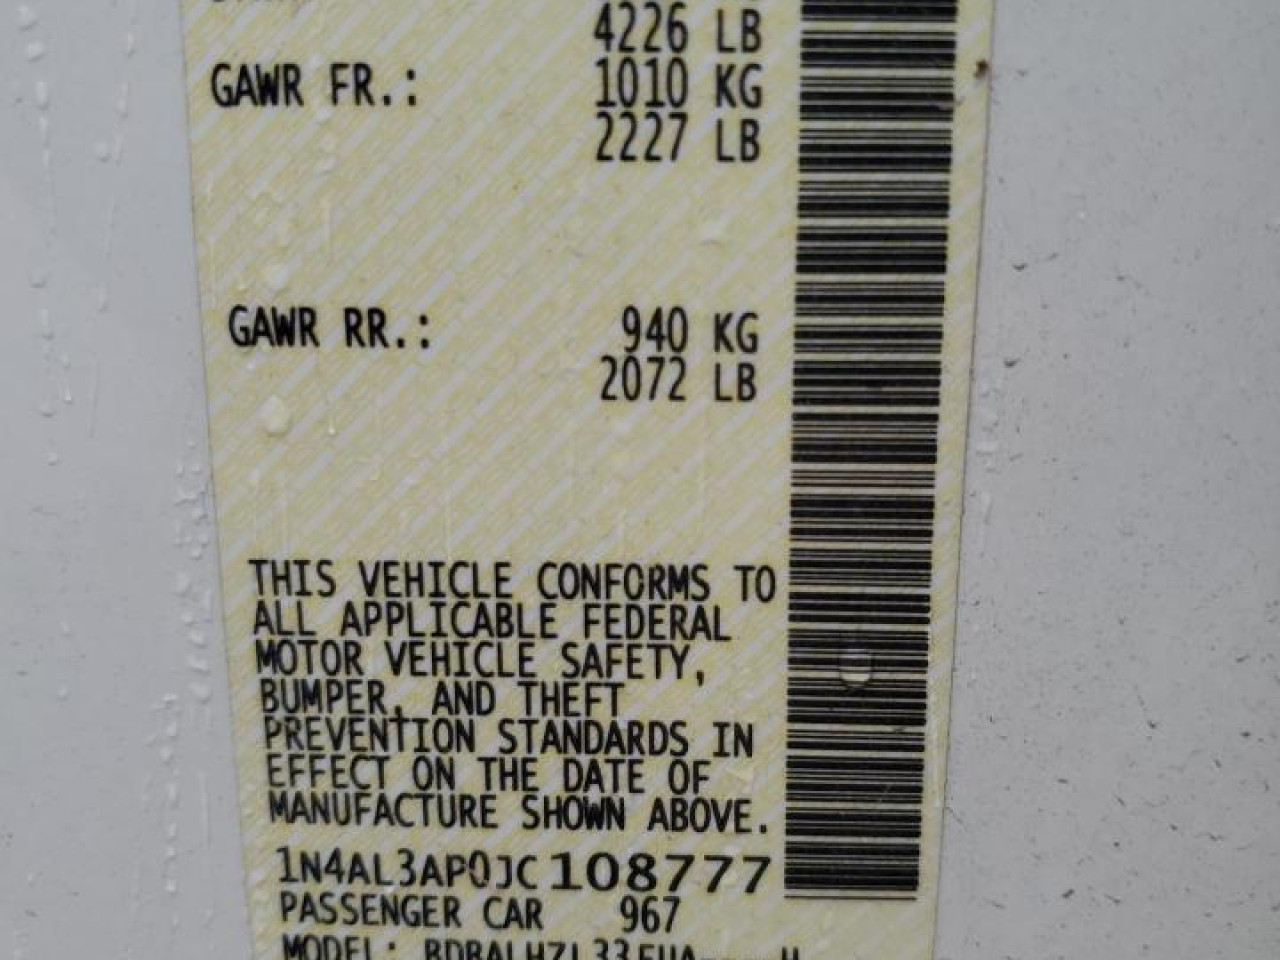 4226 LB
GAWR FR.: 1010 KG
2227 LB
GAWR RR.: 940 KG
2072 LB
THIS VEHICLE CONFORMS TO
ALL APPLICABLE FEDERAL
MOTOR VEHICLE SAFETY,
BUMPER, AND THEFT
PREVENTION STANDARDS IN
EFFECT ON THE DATE OF
MANUFACTURE SHOWN ABOVE.
1N4AL3AP0JC108777
PASSENGER CAR 967
MODEL: